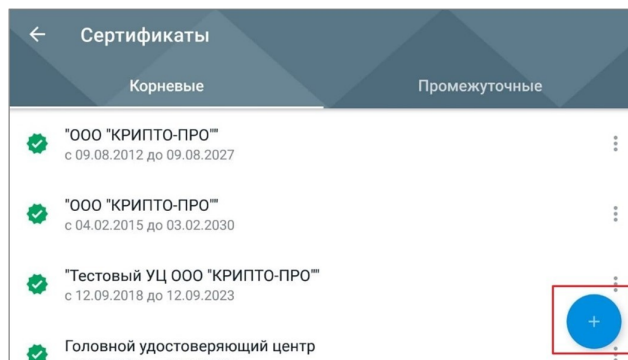 Сертификаты
Корневые
Промежуточные
"ООО "КРИПТО-ПРО""
с 09.08.2012 до 09.08.2027
"ООО "КРИПТО-ПРО""
с 04.02.2015 до 03.02.2030
"Тестовый УЦ ООО "КРИПТО-ПРО""
с 12.09.2018 до 12.09.2023
Головной удостоверяющий центр